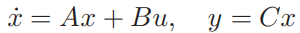 ẋ = Ax + Bu, y = Cx